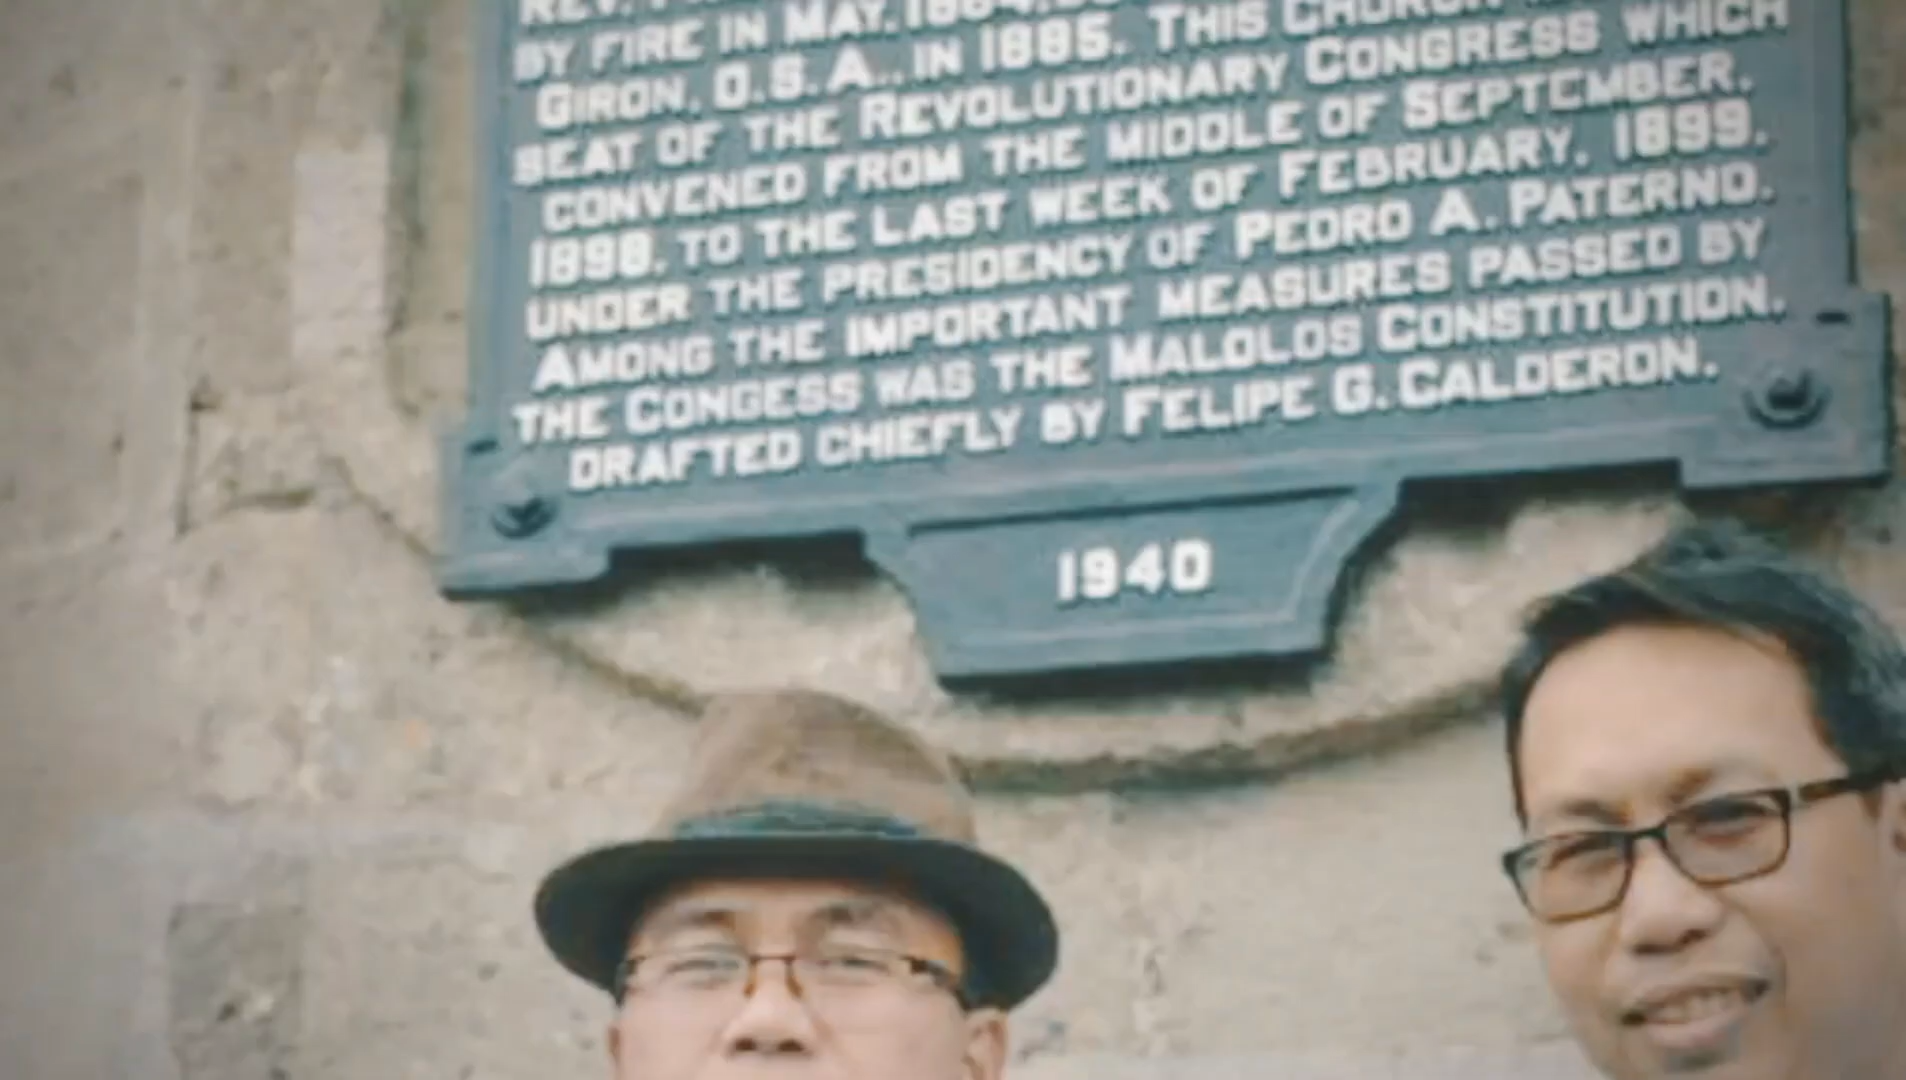 REV.
BY FIRE IN MAY. 1884.
GIRON. O.S.A.. IN 1885. THIS CHURCH
SEAT OF THE REVOLUTIONARY CONGRESS WHICH
CONVENED FROM THE MIDDLE OF SEPTEMBER.
1898. TO THE LAST WEEK OF FEBRUARY. 1899.
UNDER THE PRESIDENCY OF PEDRO A. PATERNO.
AMONG THE IMPORTANT MEASURES PASSED BY
THE CONGESS WAS THE MALOLOS CONSTITUTION.
DRAFTED CHIEFLY BY FELIPE G. CALDERON.
1940